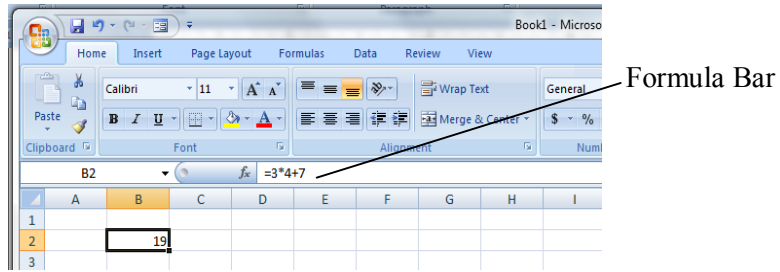 Book1 - Microso
Home Insert Page Layout Formulas Data Review View
Calibri 11 A A Wrap Text General
Paste B I U A Merge & Center $ %
Clipboard Font Alignment Num
B2 fx =3*4+7
A B C D E F G H I
1
2 19
3
Formula Bar